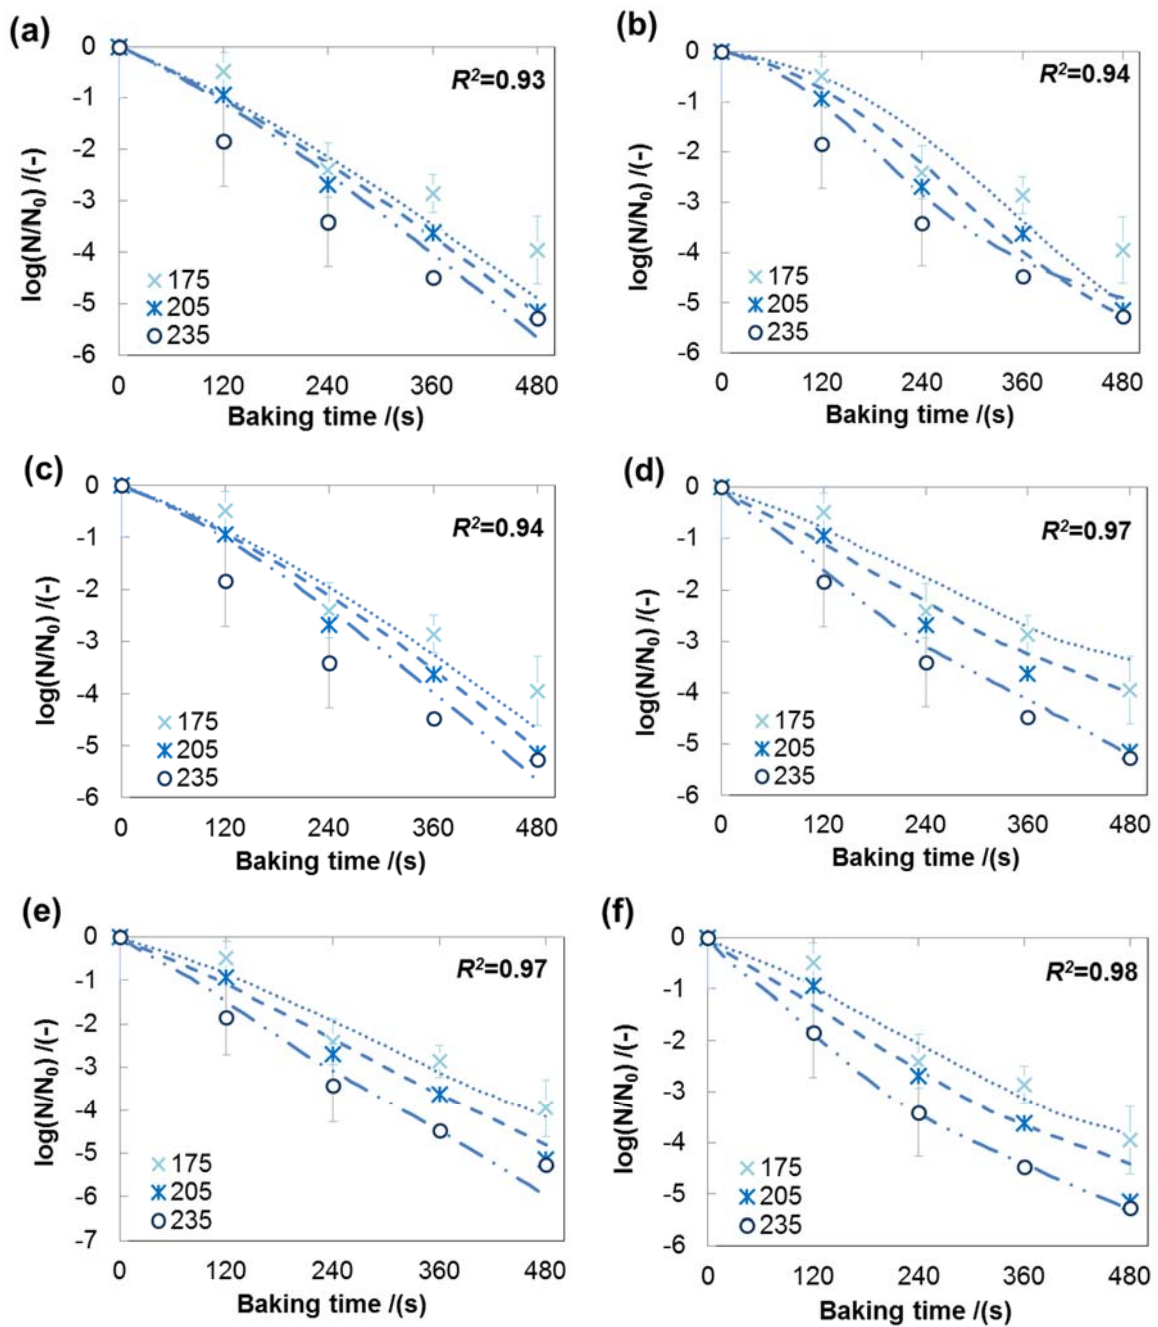 (a)
R²=0.93
log(N/N₀) /(-)
0
-1
-2
-3
-4
-5
-6
175
205
235
0 120 240 360 480
Baking time /(s)
(b)
R²=0.94
log(N/N₀) /(-)
0
-1
-2
-3
-4
-5
-6
175
205
235
0 120 240 360 480
Baking time /(s)
(c)
R²=0.94
log(N/N₀) /(-)
0
-1
-2
-3
-4
-5
-6
175
205
235
0 120 240 360 480
Baking time /(s)
(d)
R²=0.97
log(N/N₀) /(-)
0
-1
-2
-3
-4
-5
-6
175
205
235
0 120 240 360 480
Baking time /(s)
(e)
R²=0.97
log(N/N₀) /(-)
0
-1
-2
-3
-4
-5
-6
-7
175
205
235
0 120 240 360 480
Baking time /(s)
(f)
R²=0.98
log(N/N₀) /(-)
0
-1
-2
-3
-4
-5
-6
175
205
235
0 120 240 360 480
Baking time /(s)